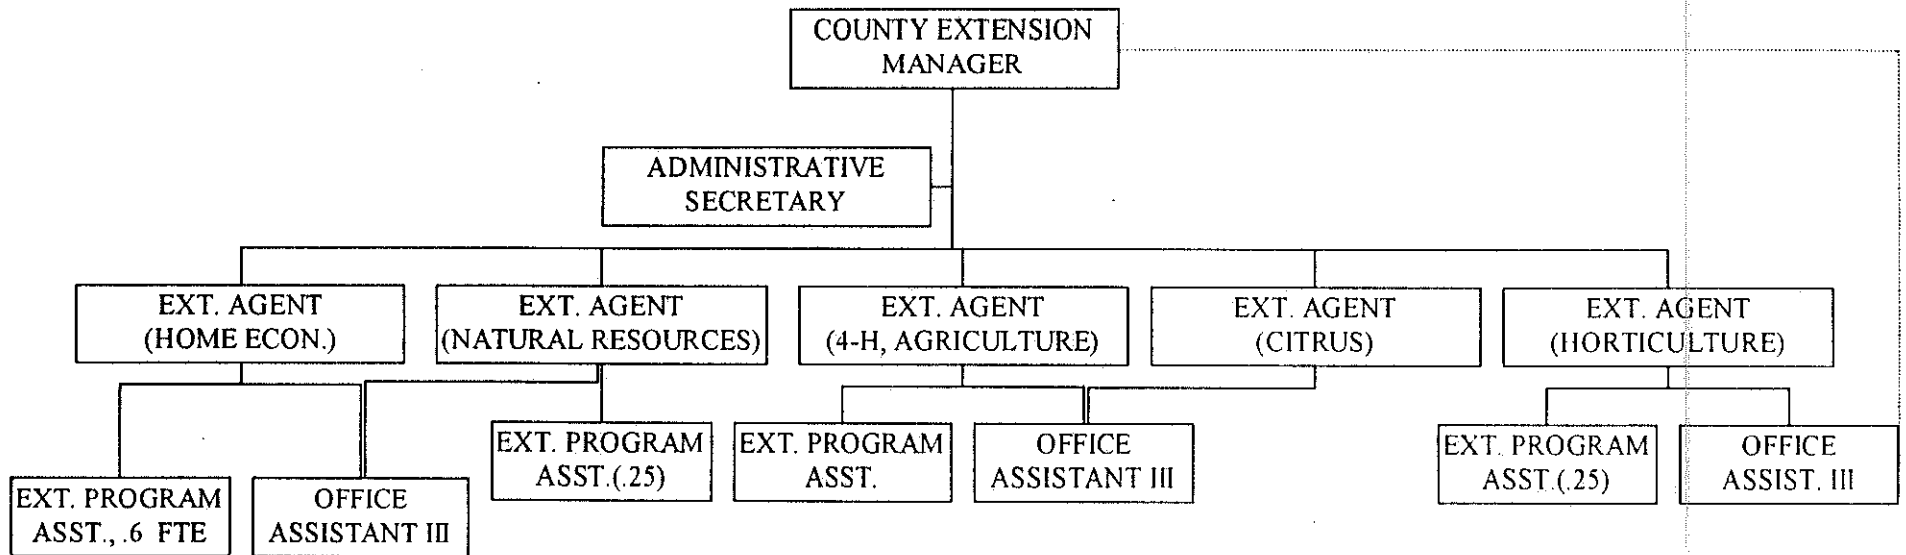 COUNTY EXTENSION
MANAGER
ADMINISTRATIVE
SECRETARY
EXT. AGENT
(HOME ECON.)
EXT. AGENT
(NATURAL RESOURCES)
EXT. AGENT
(4-H, AGRICULTURE)
EXT. AGENT
(CITRUS)
EXT. AGENT
(HORTICULTURE)
EXT. PROGRAM
ASST., .6 FTE
OFFICE
ASSISTANT III
EXT. PROGRAM
ASST.(.25)
EXT. PROGRAM
ASST.
OFFICE
ASSISTANT III
EXT. PROGRAM
ASST.(.25)
OFFICE
ASSIST. III